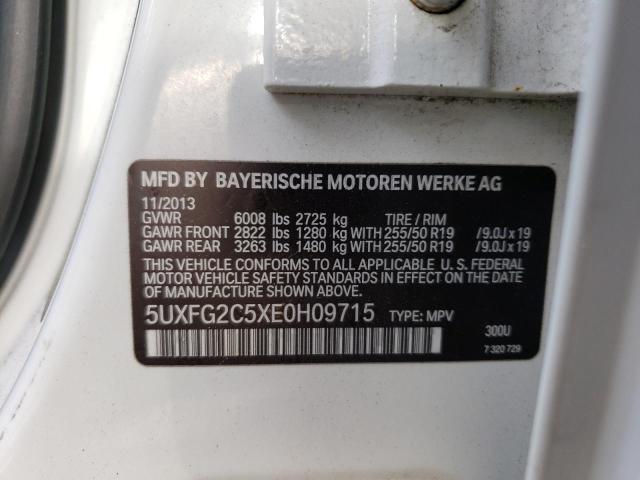 MFD BY BAYERISCHE MOTOREN WERKE AG
11/2013
GVWR 6008 lbs 2725 kg TIRE / RIM
GAWR FRONT 2822 lbs 1280 kg WITH 255/50 R19 /9.0J x 19
GAWR REAR 3263 lbs 1480 kg WITH 255/50 R19 /9.0J x 19
THIS VEHICLE CONFORMS TO ALL APPLICABLE U. S. FEDERAL
MOTOR VEHICLE SAFETY STANDARDS IN EFFECT ON THE
DATE OF MANUFACTURE SHOWN ABOVE.
5UXFG2C5XE0H09715 TYPE: MPV
300U
7 320 729